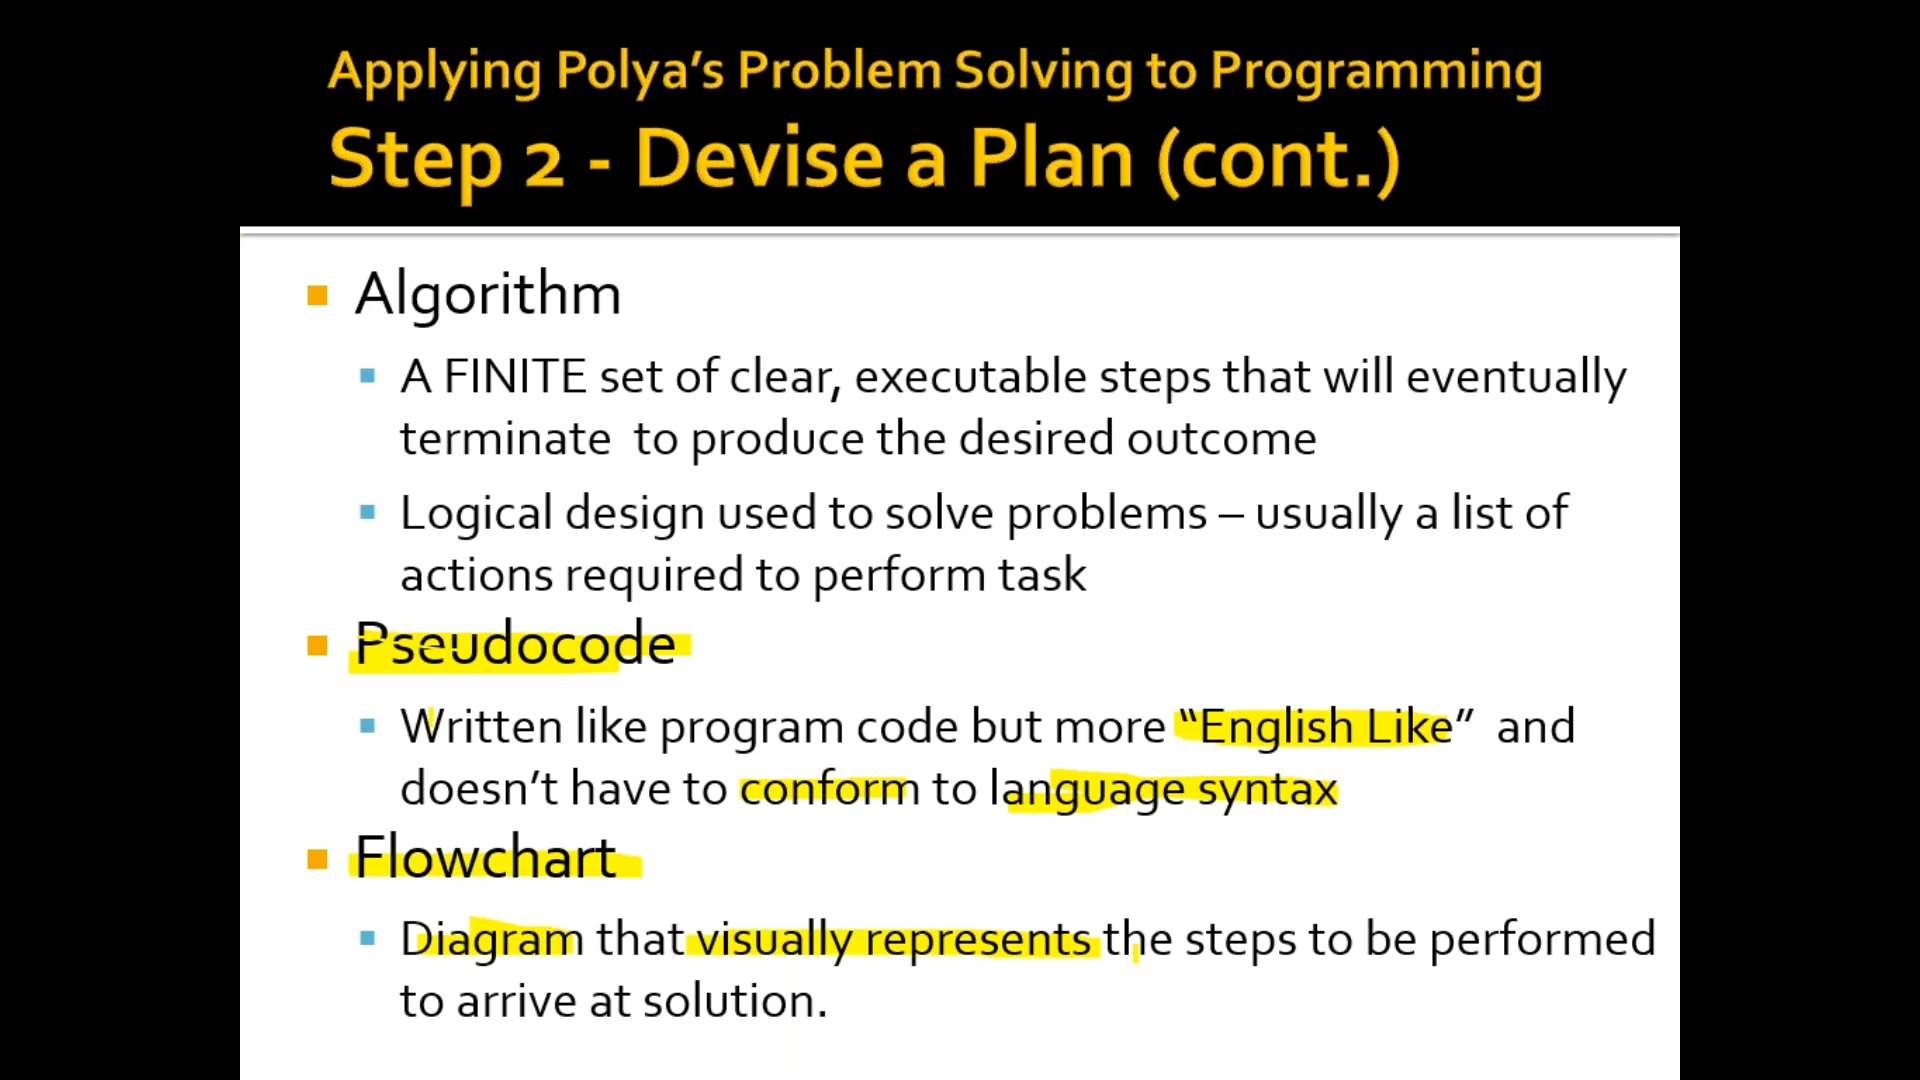 Applying Polya’s Problem Solving to Programming
Step 2 - Devise a Plan (cont.)
Algorithm
A FINITE set of clear, executable steps that will eventually
terminate  to produce the desired outcome
Logical design used to solve problems – usually a list of
actions required to perform task
Pseudocode
Written like program code but more “English Like”  and
doesn’t have to conform to language syntax
Flowchart
Diagram that visually represents the steps to be performed
to arrive at solution.